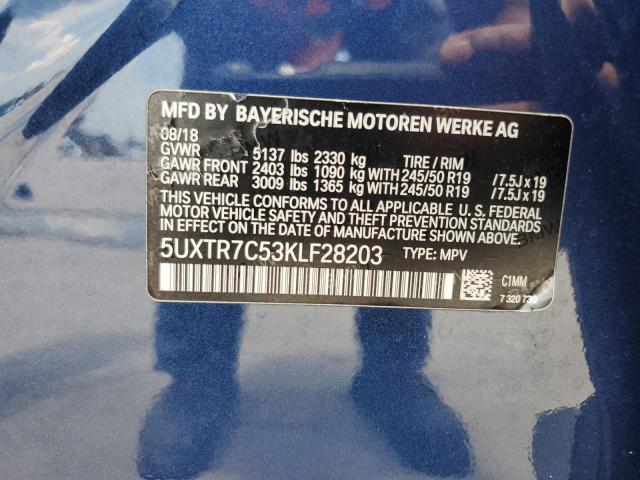 MFD BY BAYERISCHE MOTOREN WERKE AG
08/18
GVWR 5137 lbs 2330 kg TIRE / RIM
GAWR FRONT 2403 lbs 1090 kg WITH 245/50 R19 /7.5J x 19
GAWR REAR 3009 lbs 1365 kg WITH 245/50 R19 /7.5J x 19
THIS VEHICLE CONFORMS TO ALL APPLICABLE U. S. FEDERAL
MOTOR VEHICLE SAFETY AND THEFT PREVENTION STANDARDS
IN EFFECT ON THE DATE OF MANUFACTURE SHOWN ABOVE.
5UXTR7C53KLF28203 TYPE: MPV
C1MM
7 320 730